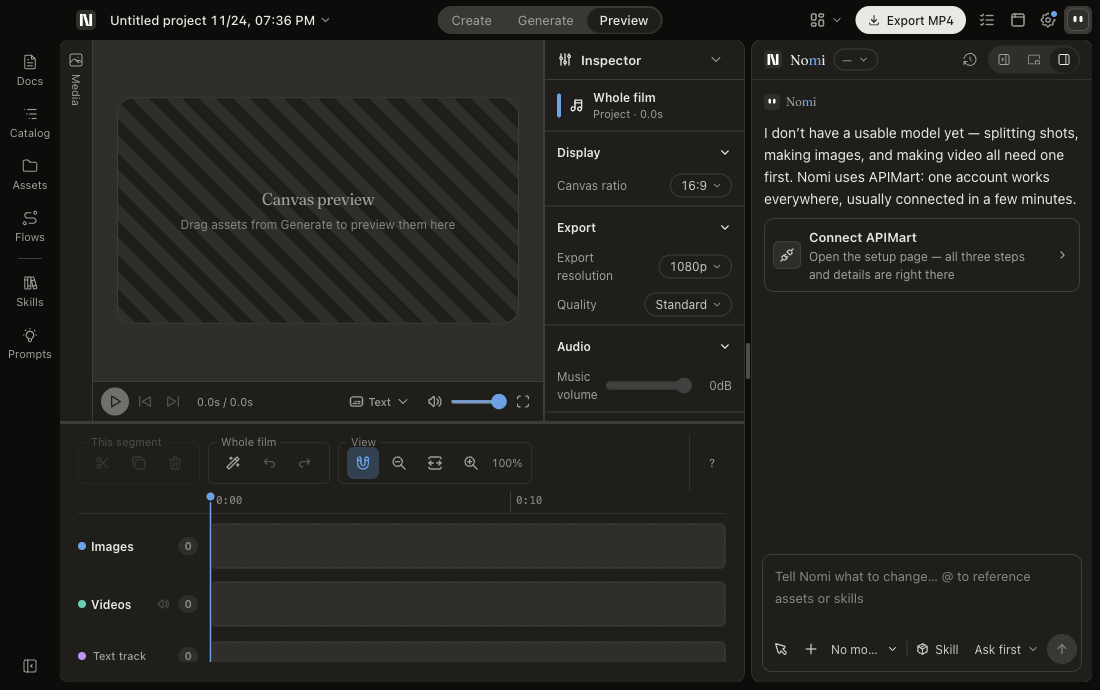 Untitled project 11/24, 07:36 PM
Create
Generate
Preview
Export MP4
Docs
Catalog
Assets
Flows
Skills
Prompts
Media
Canvas preview
Drag assets from Generate to preview them here
0.0s / 0.0s
Text
Inspector
Whole film
Project · 0.0s
Display
Canvas ratio
16:9
Export
Export
resolution
1080p
Quality
Standard
Audio
Music
volume
0dB
This segment
Whole film
View
100%
?
0:00
0:10
Images
0
Videos
0
Text track
0
Nomi
—
Nomi
I don't have a usable model yet — splitting shots,
making images, and making video all need one
first. Nomi uses APIMart: one account works
everywhere, usually connected in a few minutes.
Connect APIMart
Open the setup page — all three steps
and details are right there
Tell Nomi what to change... @ to reference
assets or skills
No mo...
Skill
Ask first